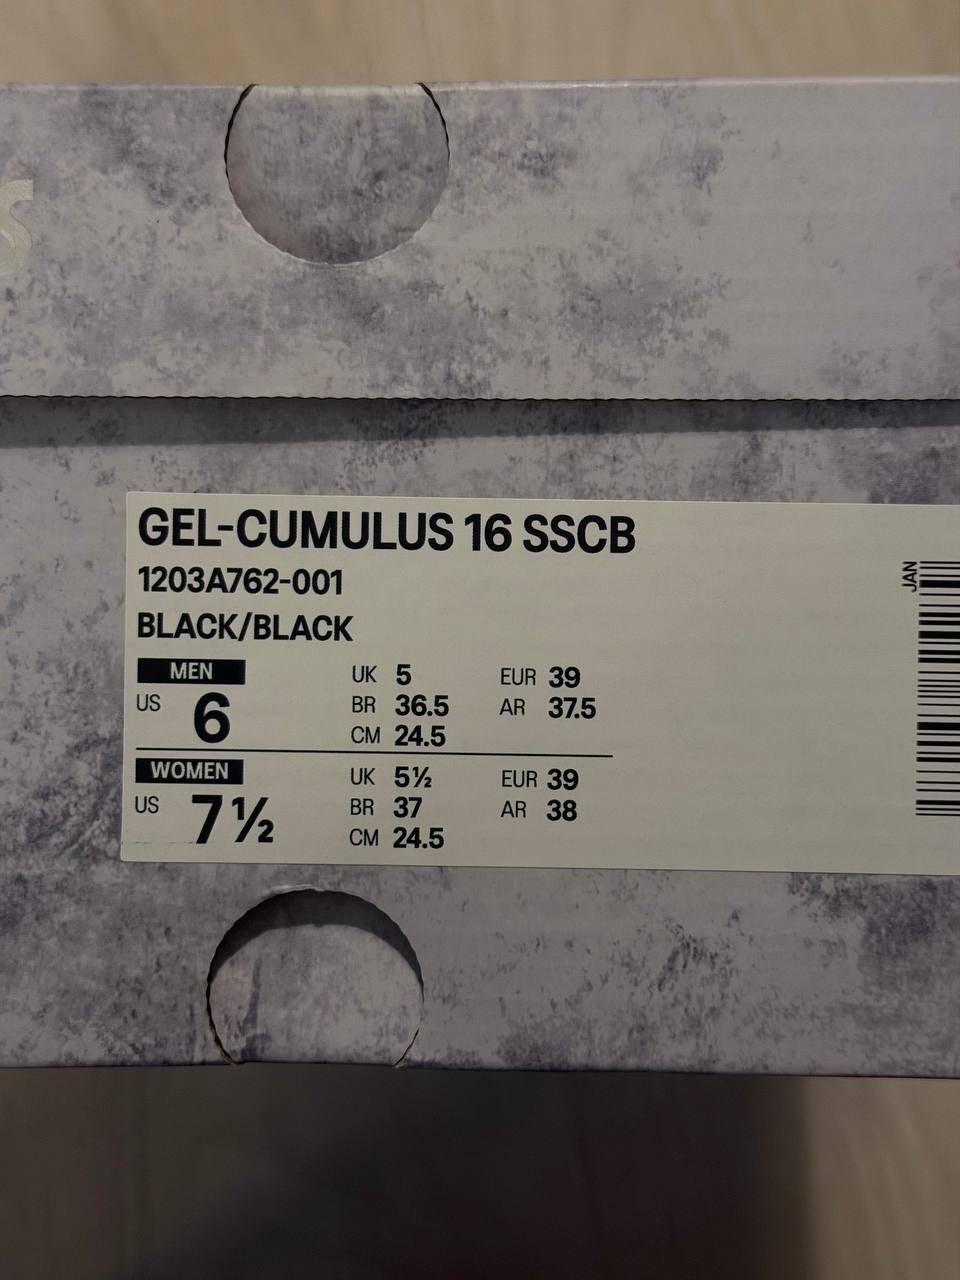 s
GEL-CUMULUS 16 SSCB
1203A762-001
BLACK/BLACK
MEN
US 6
UK 5 EUR 39
BR 36.5 AR 37.5
CM 24.5
WOMEN
US 7½
UK 5½ EUR 39
BR 37 AR 38
CM 24.5
JAN